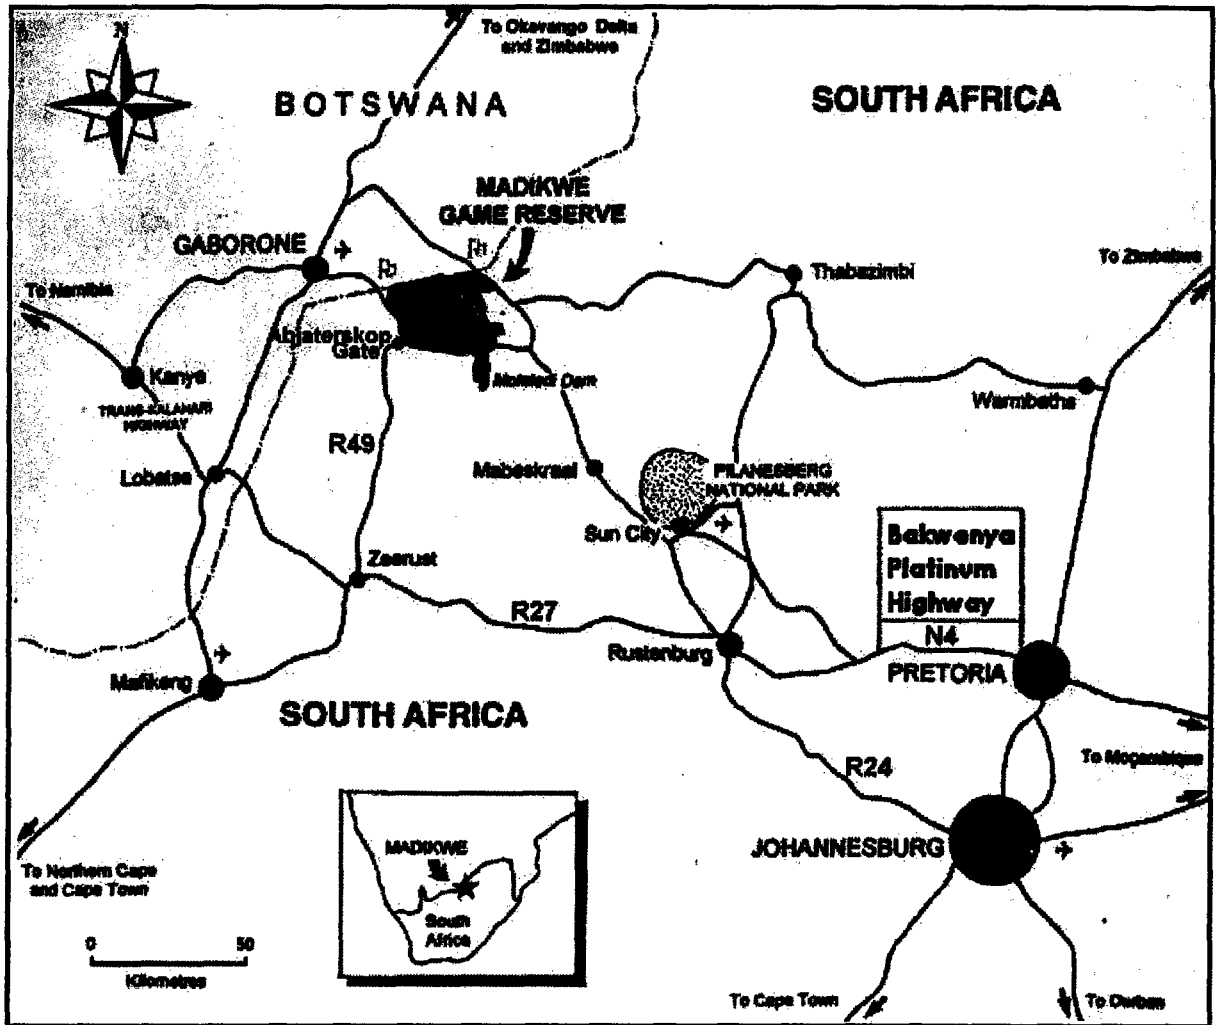 N
To Okavango Delta
and Zimbabwe
BOTSWANA
SOUTH AFRICA
MADIKWE
GAME RESERVE
GABORONE
To Zimbabwe
Thabazimbi
To Namibia
Abjaterskop
Gate
Kanye
Molatedi Dam
Warmbaths
TRANS-KALAHARI
HIGHWAY
R49
Lobatse
Mabeskraal
PILANESBERG
NATIONAL PARK
Sun City
Bakwenya
Platinum
Highway
N4
Zeerust
R27
Rustenburg
PRETORIA
Mafikeng
SOUTH AFRICA
To Moçambique
R24
MADIKWE
JOHANNESBURG
To Northern Cape
and Cape Town
South
Africa
0 50
Kilometres
To Cape Town
To Durban